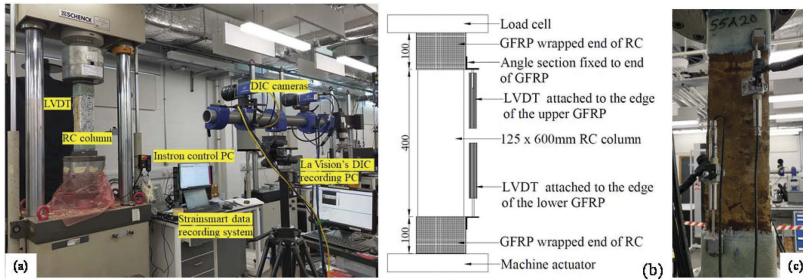 SCHENCK
LVDT
RC column
DIC cameras
Instron control PC
La Vision's DIC
recording PC
Strainsmart data
recording system
(a)
Load cell
GFRP wrapped end of RC
Angle section fixed to end
of GFRP
LVDT attached to the edge
of the upper GFRP
125 x 600mm RC column
LVDT attached to the edge
of the lower GFRP
GFRP wrapped end of RC
Machine actuator
100
400
100
(b)
55A20
(c)